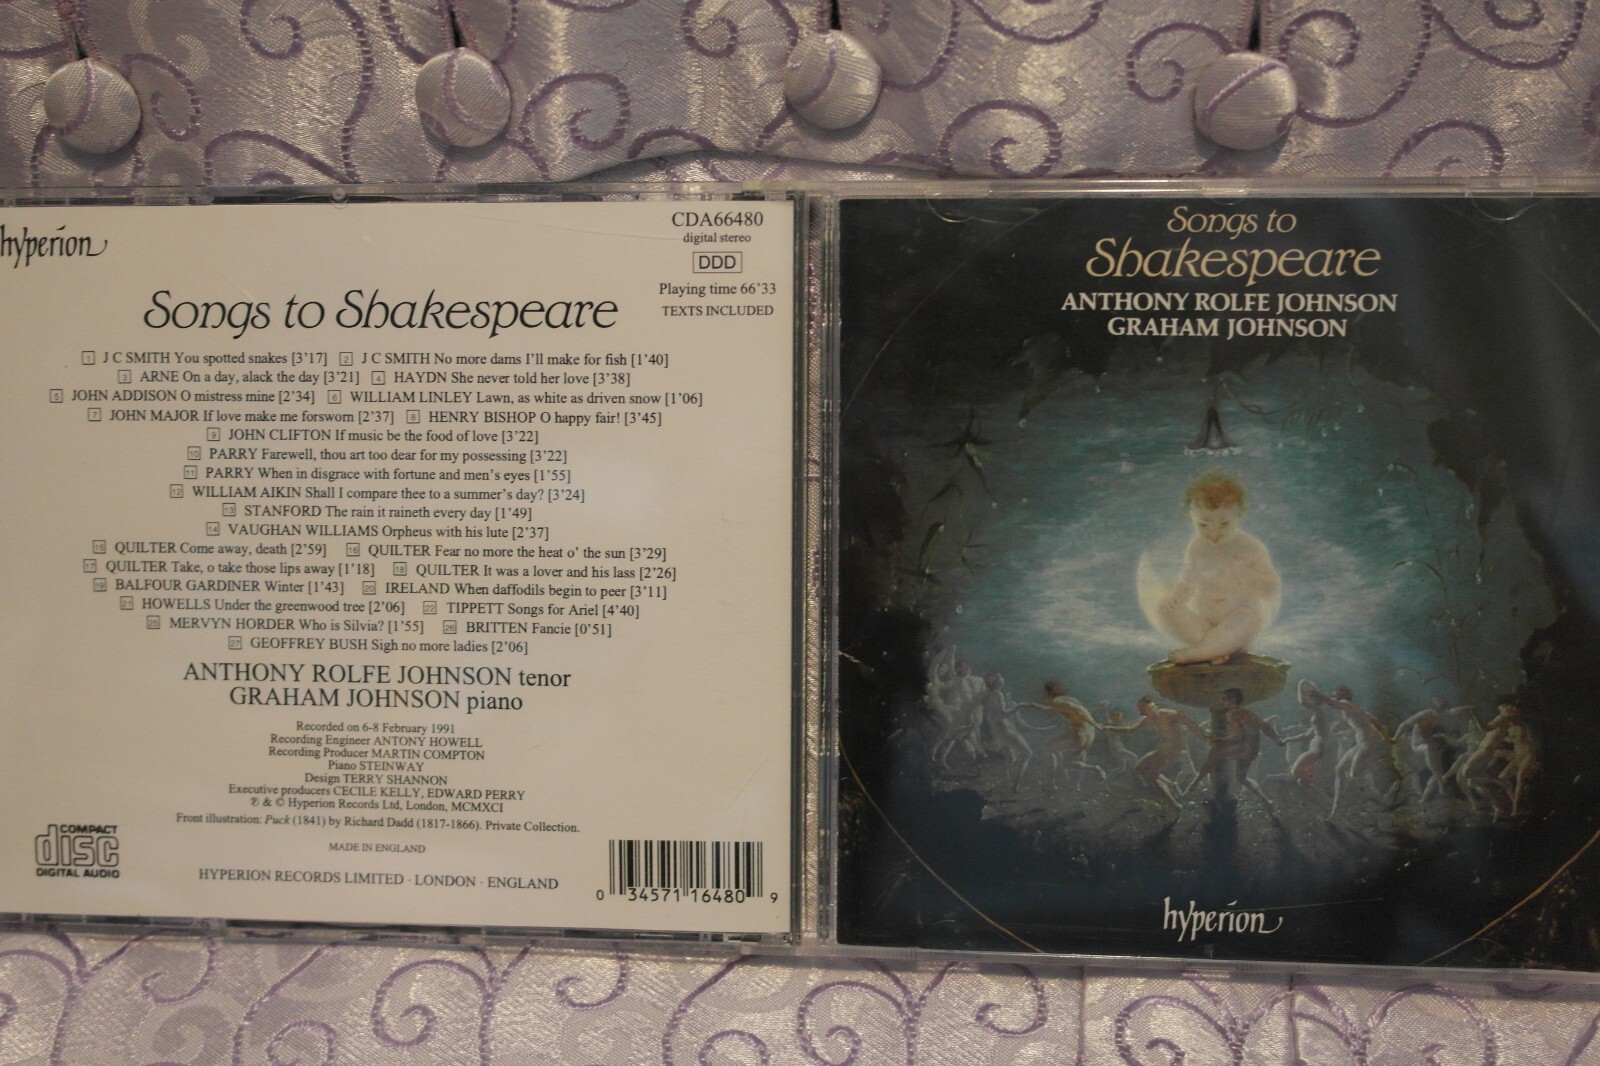 hyperion
CDA66480
digital stereo
DDD
Playing time 66'33
TEXTS INCLUDED
Songs to Shakespeare
1 J C SMITH You spotted snakes [3'17] 2 J C SMITH No more dams I'll make for fish [1'40]
3 ARNE On a day, alack the day [3'21] 4 HAYDN She never told her love [3'38]
5 JOHN ADDISON O mistress mine [2'34] 6 WILLIAM LINLEY Lawn, as white as driven snow [1'06]
7 JOHN MAJOR If love make me forsworn [2'37] 8 HENRY BISHOP O happy fair! [3'45]
9 JOHN CLIFTON If music be the food of love [3'22]
10 PARRY Farewell, thou art too dear for my possessing [3'22]
11 PARRY When in disgrace with fortune and men's eyes [1'55]
12 WILLIAM AIKIN Shall I compare thee to a summer's day? [3'24]
13 STANFORD The rain it raineth every day [1'49]
14 VAUGHAN WILLIAMS Orpheus with his lute [2'37]
15 QUILTER Come away, death [2'59] 16 QUILTER Fear no more the heat o' the sun [3'29]
17 QUILTER Take, o take those lips away [1'18] 18 QUILTER It was a lover and his lass [2'26]
19 BALFOUR GARDINER Winter [1'43] 20 IRELAND When daffodils begin to peer [3'11]
21 HOWELLS Under the greenwood tree [2'06] 22 TIPPETT Songs for Ariel [4'40]
25 MERVYN HORDER Who is Silvia? [1'55] 26 BRITTEN Fancie [0'51]
27 GEOFFREY BUSH Sigh no more ladies [2'06]
ANTHONY ROLFE JOHNSON tenor
GRAHAM JOHNSON piano
Recorded on 6-8 February 1991
Recording Engineer ANTONY HOWELL
Recording Producer MARTIN COMPTON
Piano STEINWAY
Design TERRY SHANNON
Executive producers CECILE KELLY, EDWARD PERRY
℗ & © Hyperion Records Ltd, London, MCMXCI
Front illustration: Puck (1841) by Richard Dadd (1817-1866). Private Collection.
MADE IN ENGLAND
HYPERION RECORDS LIMITED · LONDON · ENGLAND
COMPACT
disc
DIGITAL AUDIO
0 34571 16480 9
Songs to
Shakespeare
ANTHONY ROLFE JOHNSON
GRAHAM JOHNSON
hyperion